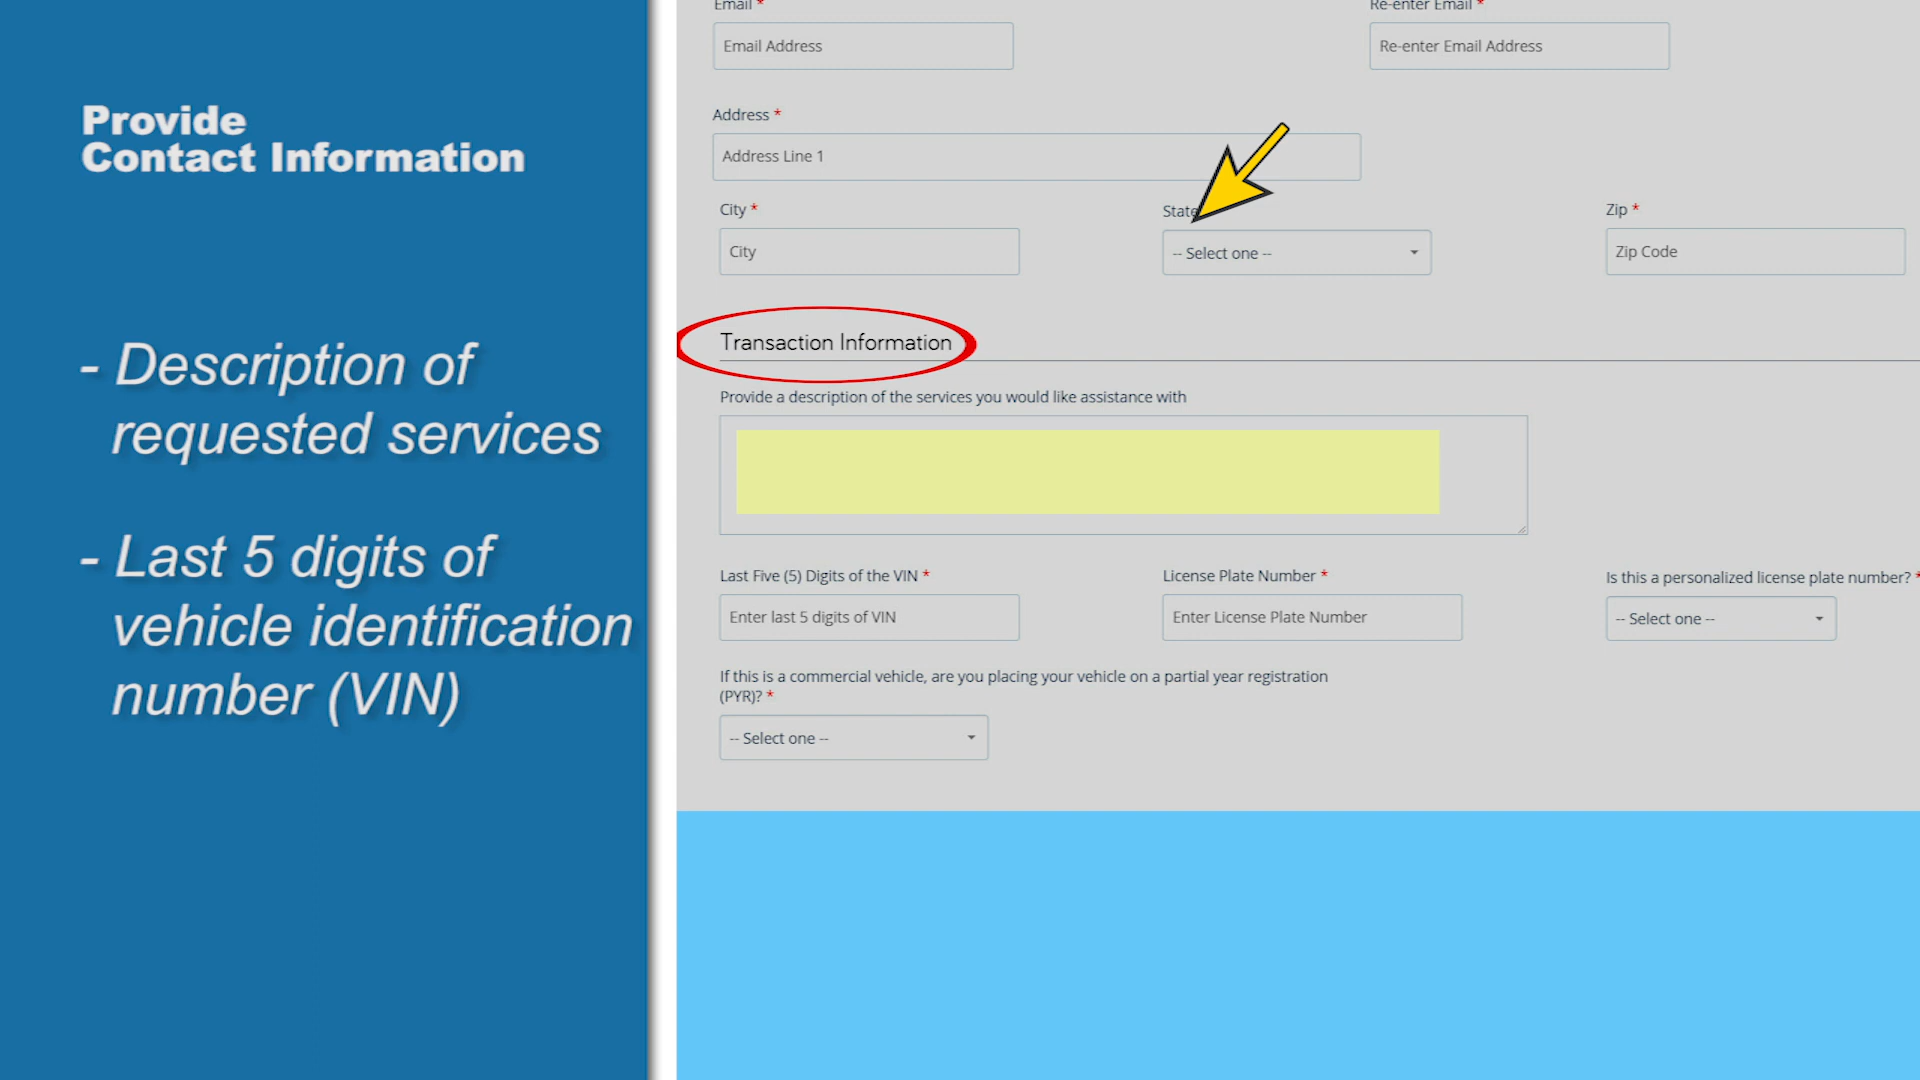 Provide
Contact Information
- Description of
requested services
- Last 5 digits of
vehicle identification
number (VIN)
Email *
Re-enter Email *
Email Address
Re-enter Email Address
Address *
Address Line 1
City *
State
Zip *
City
-- Select one --
Zip Code
Transaction Information
Provide a description of the services you would like assistance with
Last Five (5) Digits of the VIN *
License Plate Number *
Is this a personalized license plate number? *
Enter last 5 digits of VIN
Enter License Plate Number
-- Select one --
If this is a commercial vehicle, are you placing your vehicle on a partial year registration
(PYR)? *
-- Select one --